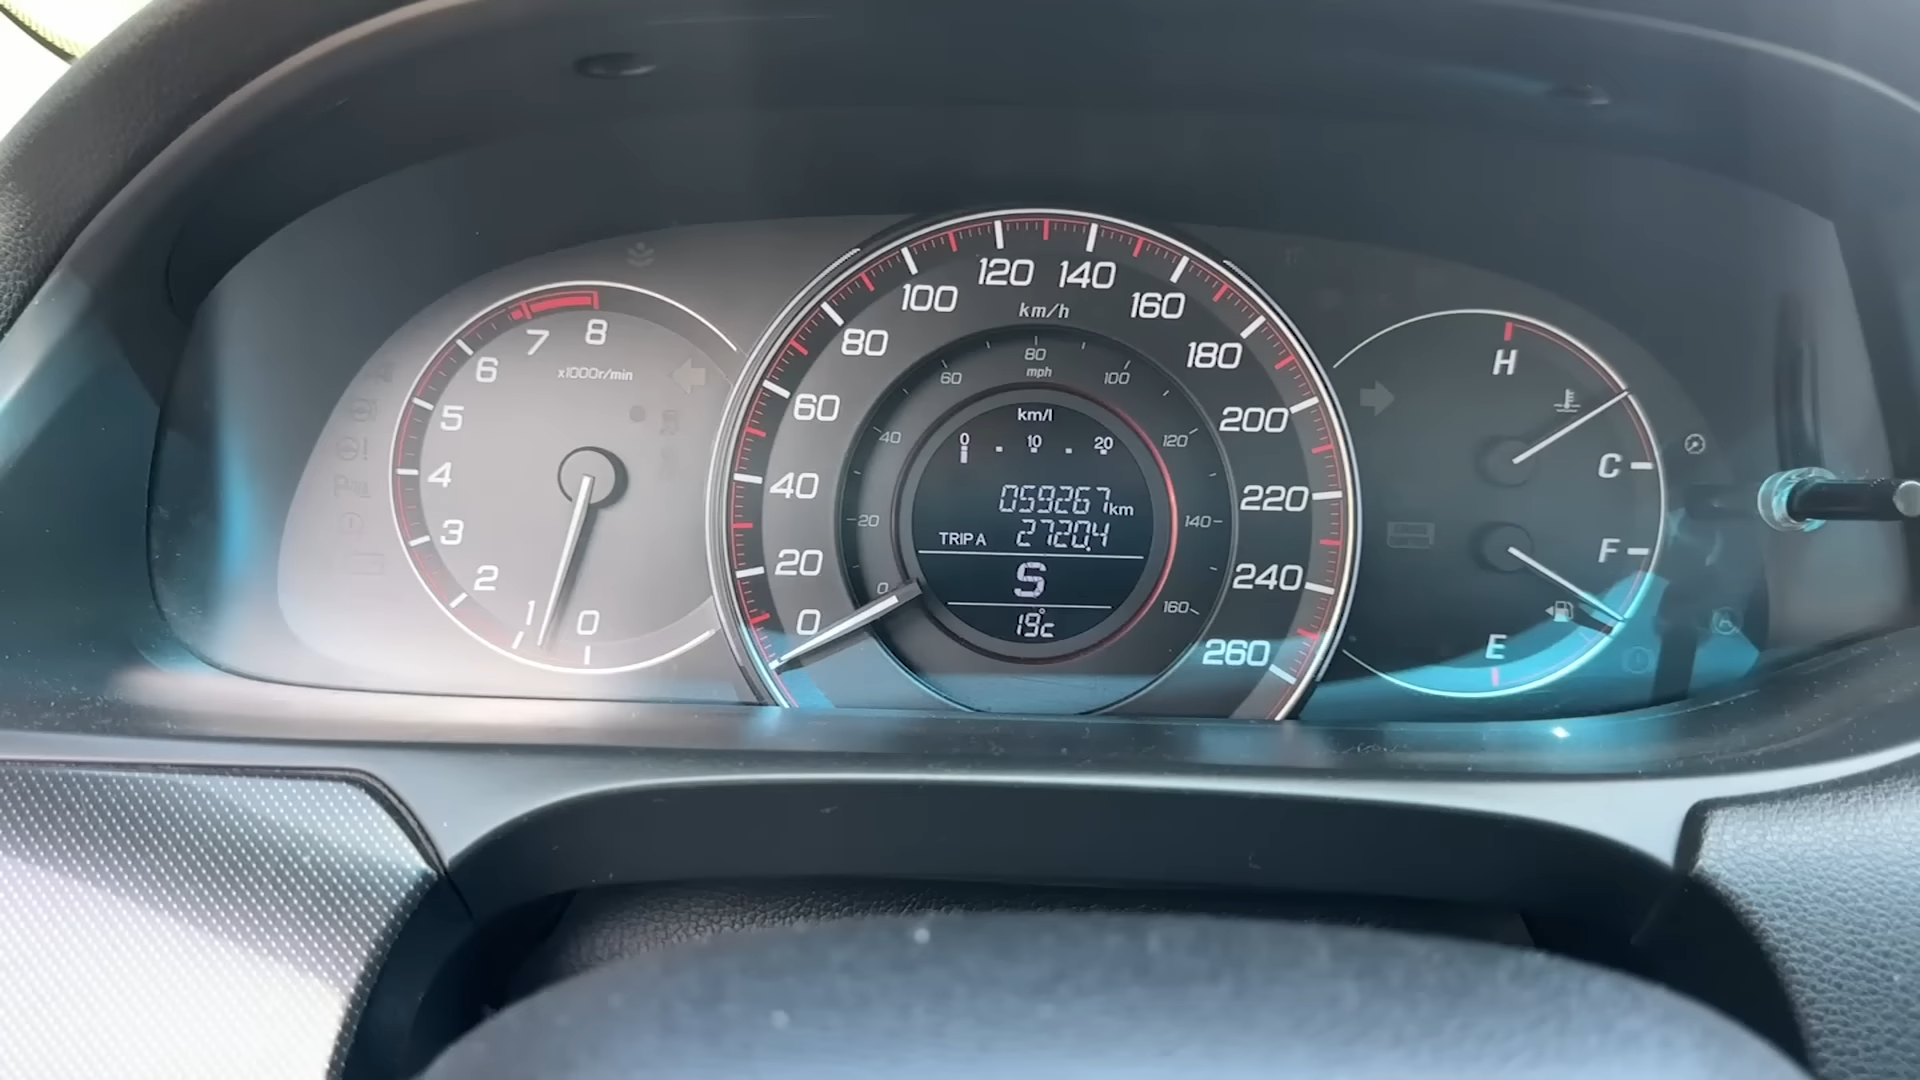 8
7
6
5
4
3
2
1
0
x1000r/min
0
20
40
60
80
100
120
140
160
180
200
220
240
260
km/h
0
20
40
60
80
mph
100
120
140
160
km/l
0 . 10 . 20
059267km
TRIP A 2720.4
S
19°c
H
C
F
E